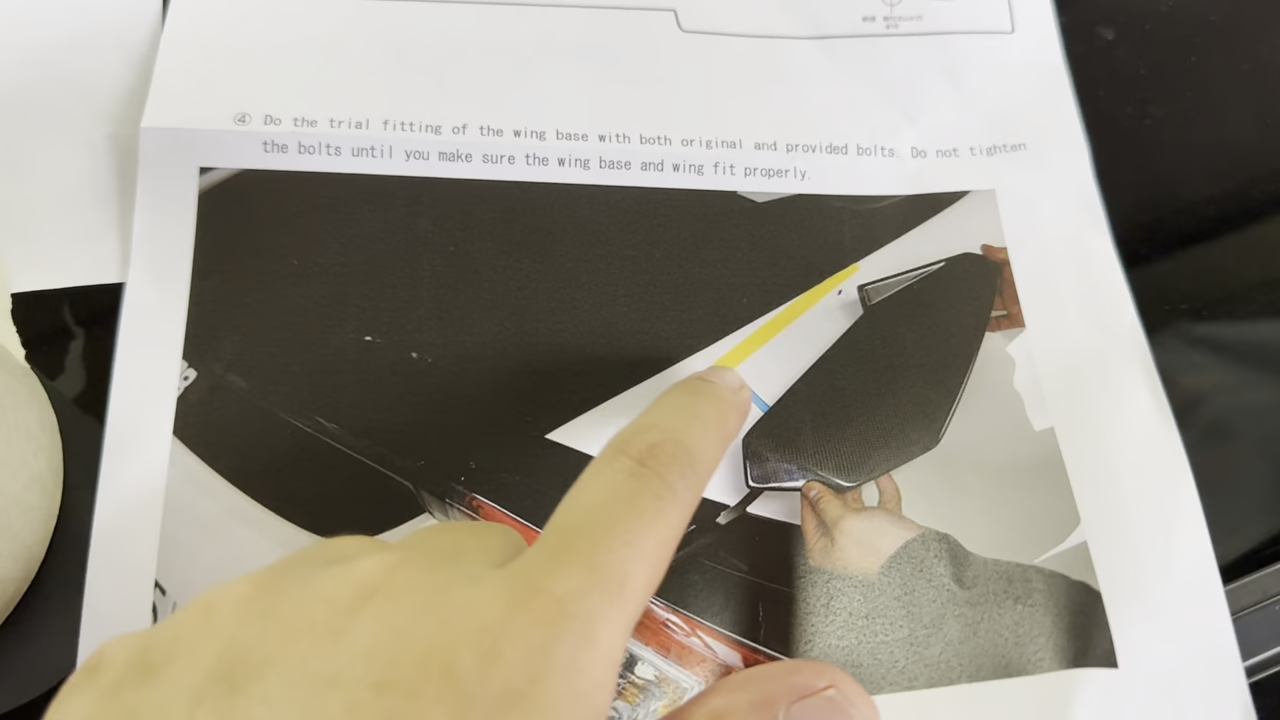 ④ Do the trial fitting of the wing base with both original and provided bolts. Do not tighten
the bolts until you make sure the wing base and wing fit properly.